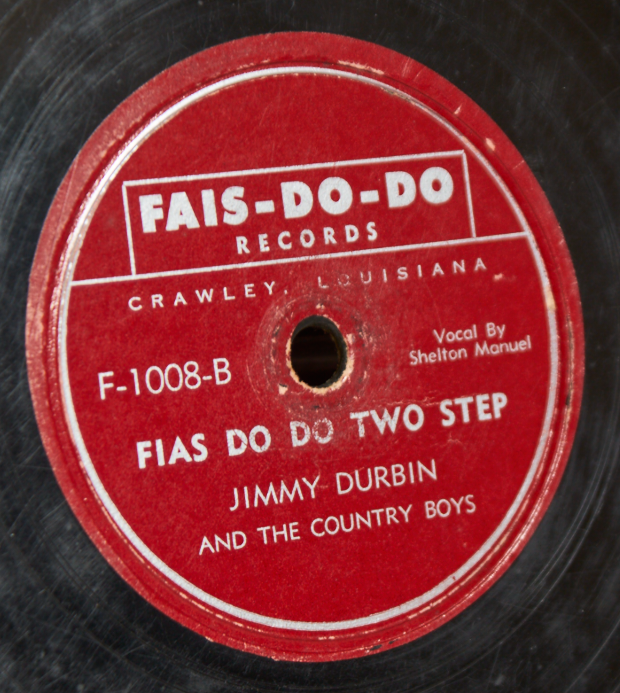 FAIS-DO-DO
RECORDS
CRAWLEY, LOUISIANA
Vocal By
Shelton Manuel
F-1008-B
FIAS DO DO TWO STEP
JIMMY DURBIN
AND THE COUNTRY BOYS